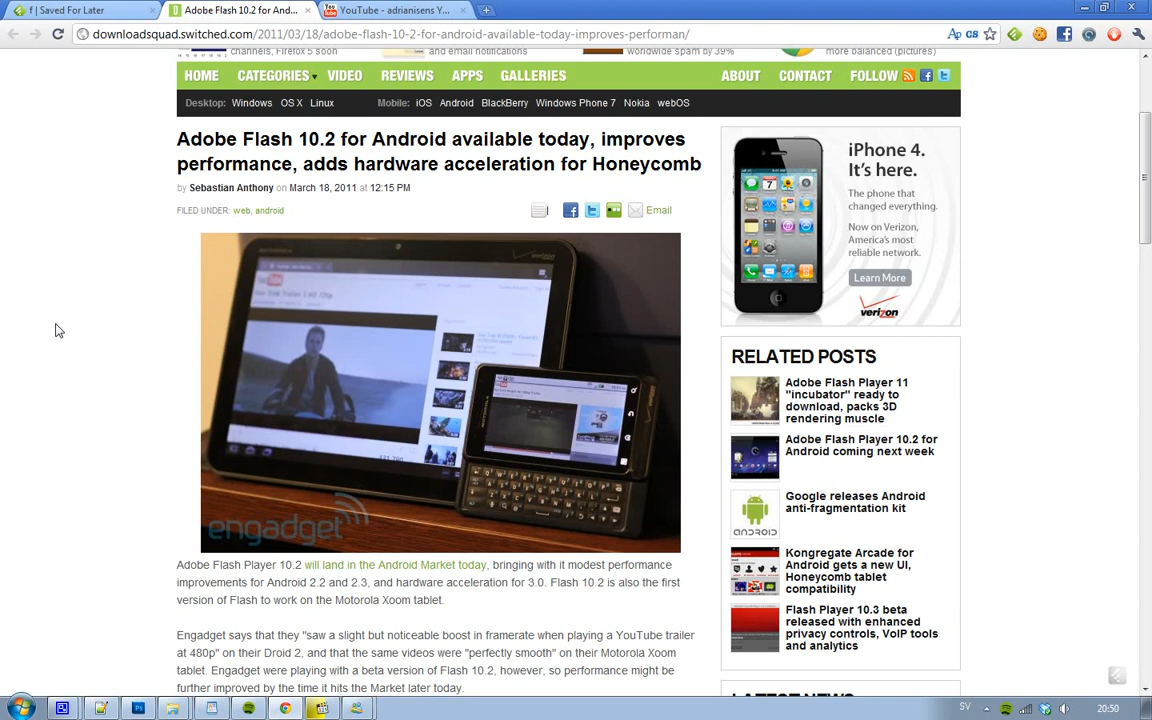 f | Saved For Later
Adobe Flash 10.2 for And...
YouTube - adrianisens Y...
downloadsquad.switched.com/2011/03/18/adobe-flash-10-2-for-android-available-today-improves-performan/
channels, Firefox 5 soon
and email notifications
worldwide spam by 39%
more balanced (pictures)
HOME CATEGORIES VIDEO REVIEWS APPS GALLERIES ABOUT CONTACT FOLLOW
Desktop: Windows OS X Linux Mobile: iOS Android BlackBerry Windows Phone 7 Nokia webOS
Adobe Flash 10.2 for Android available today, improves
performance, adds hardware acceleration for Honeycomb
by Sebastian Anthony on March 18, 2011 at 12:15 PM
FILED UNDER: web, android
Email
engadget
Adobe Flash Player 10.2 will land in the Android Market today, bringing with it modest performance
improvements for Android 2.2 and 2.3, and hardware acceleration for 3.0. Flash 10.2 is also the first
version of Flash to work on the Motorola Xoom tablet.
Engadget says that they "saw a slight but noticeable boost in framerate when playing a YouTube trailer
at 480p" on their Droid 2, and that the same videos were "perfectly smooth" on their Motorola Xoom
tablet. Engadget were playing with a beta version of Flash 10.2, however, so performance might be
further improved by the time it hits the Market later today.
iPhone 4.
It's here.
The phone that
changed everything.
Now on Verizon,
America's most
reliable network.
Learn More
verizon
RELATED POSTS
Adobe Flash Player 11
"incubator" ready to
download, packs 3D
rendering muscle
Adobe Flash Player 10.2 for
Android coming next week
Google releases Android
anti-fragmentation kit
ANDROID
Kongregate Arcade for
Android gets a new UI,
Honeycomb tablet
compatibility
Flash Player 10.3 beta
released with enhanced
privacy controls, VoIP tools
and analytics
LATEST NEWS
SV
20:50